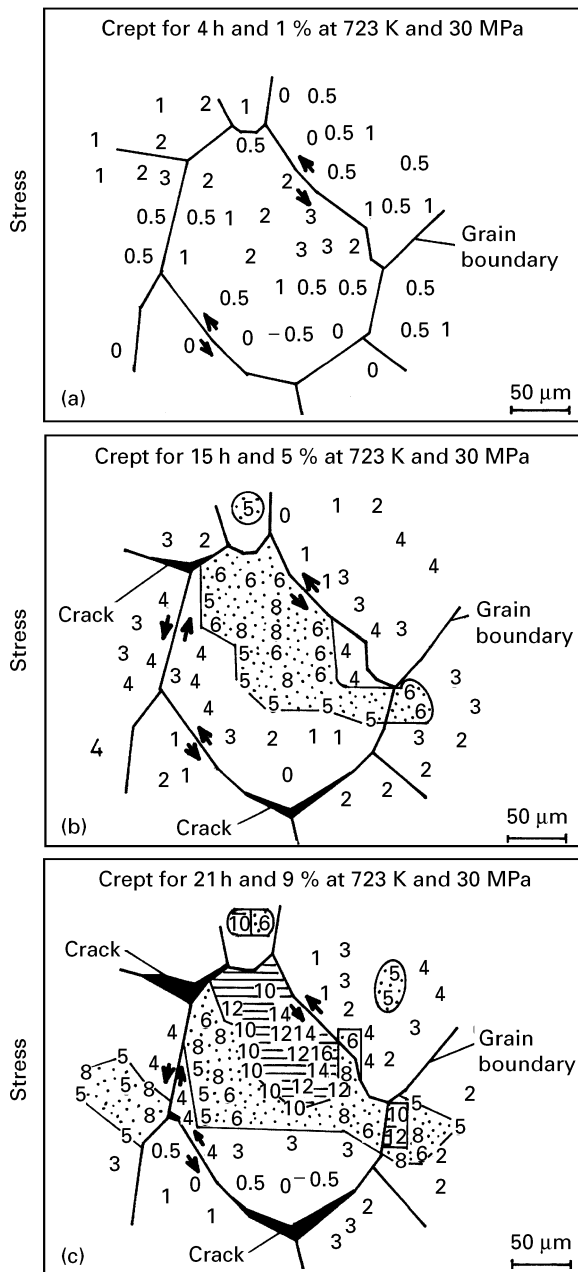 Crept for 4 h and 1 % at 723 K and 30 MPa
1 2 1 0 0.5
1 2 0.5 0 0.5 1
1 2 3 2 2 0.5 0.5
0.5 0.5 1 2 3 1 0.5 1
Grain
boundary
0.5 1 2 3 3 2
0.5 1 0.5 0.5 0.5
0 0 0 −0.5 0 0.5 1
0
Stress
(a)
50 μm
Crept for 15 h and 5 % at 723 K and 30 MPa
5 0 1 2
3 2 1 4
6 6 6 1 3 4
Crack
4 5 8 3
3 6 8 8 6 4 3
Grain
boundary
3 4 4 5 6 6 4
4 3 4 5 8 6 4 6 3
4 5 5 5 6 3
4 1 3 2 1 1 3 2
2 1 0 2 2 2
2
Crack
Stress
(b)
50 μm
Crept for 21 h and 9 % at 723 K and 30 MPa
10 6
Crack
1 3 5 4
10 1 3 5 4
12 14 2
4 6 8 10 12 14 4 3
Grain
boundary
5 5 4 8 6 10 12 16 6 4 2
5 8 8 10 14 8
5 8 4 5 10 12 12 10 5 2
5 4 5 6 10 8 12 8 5
3 0.5 4 3 3 3 8 6 2
1 0 0.5 0 −0.5 2 2
1 3 3
Crack
Stress
(c)
50 μm